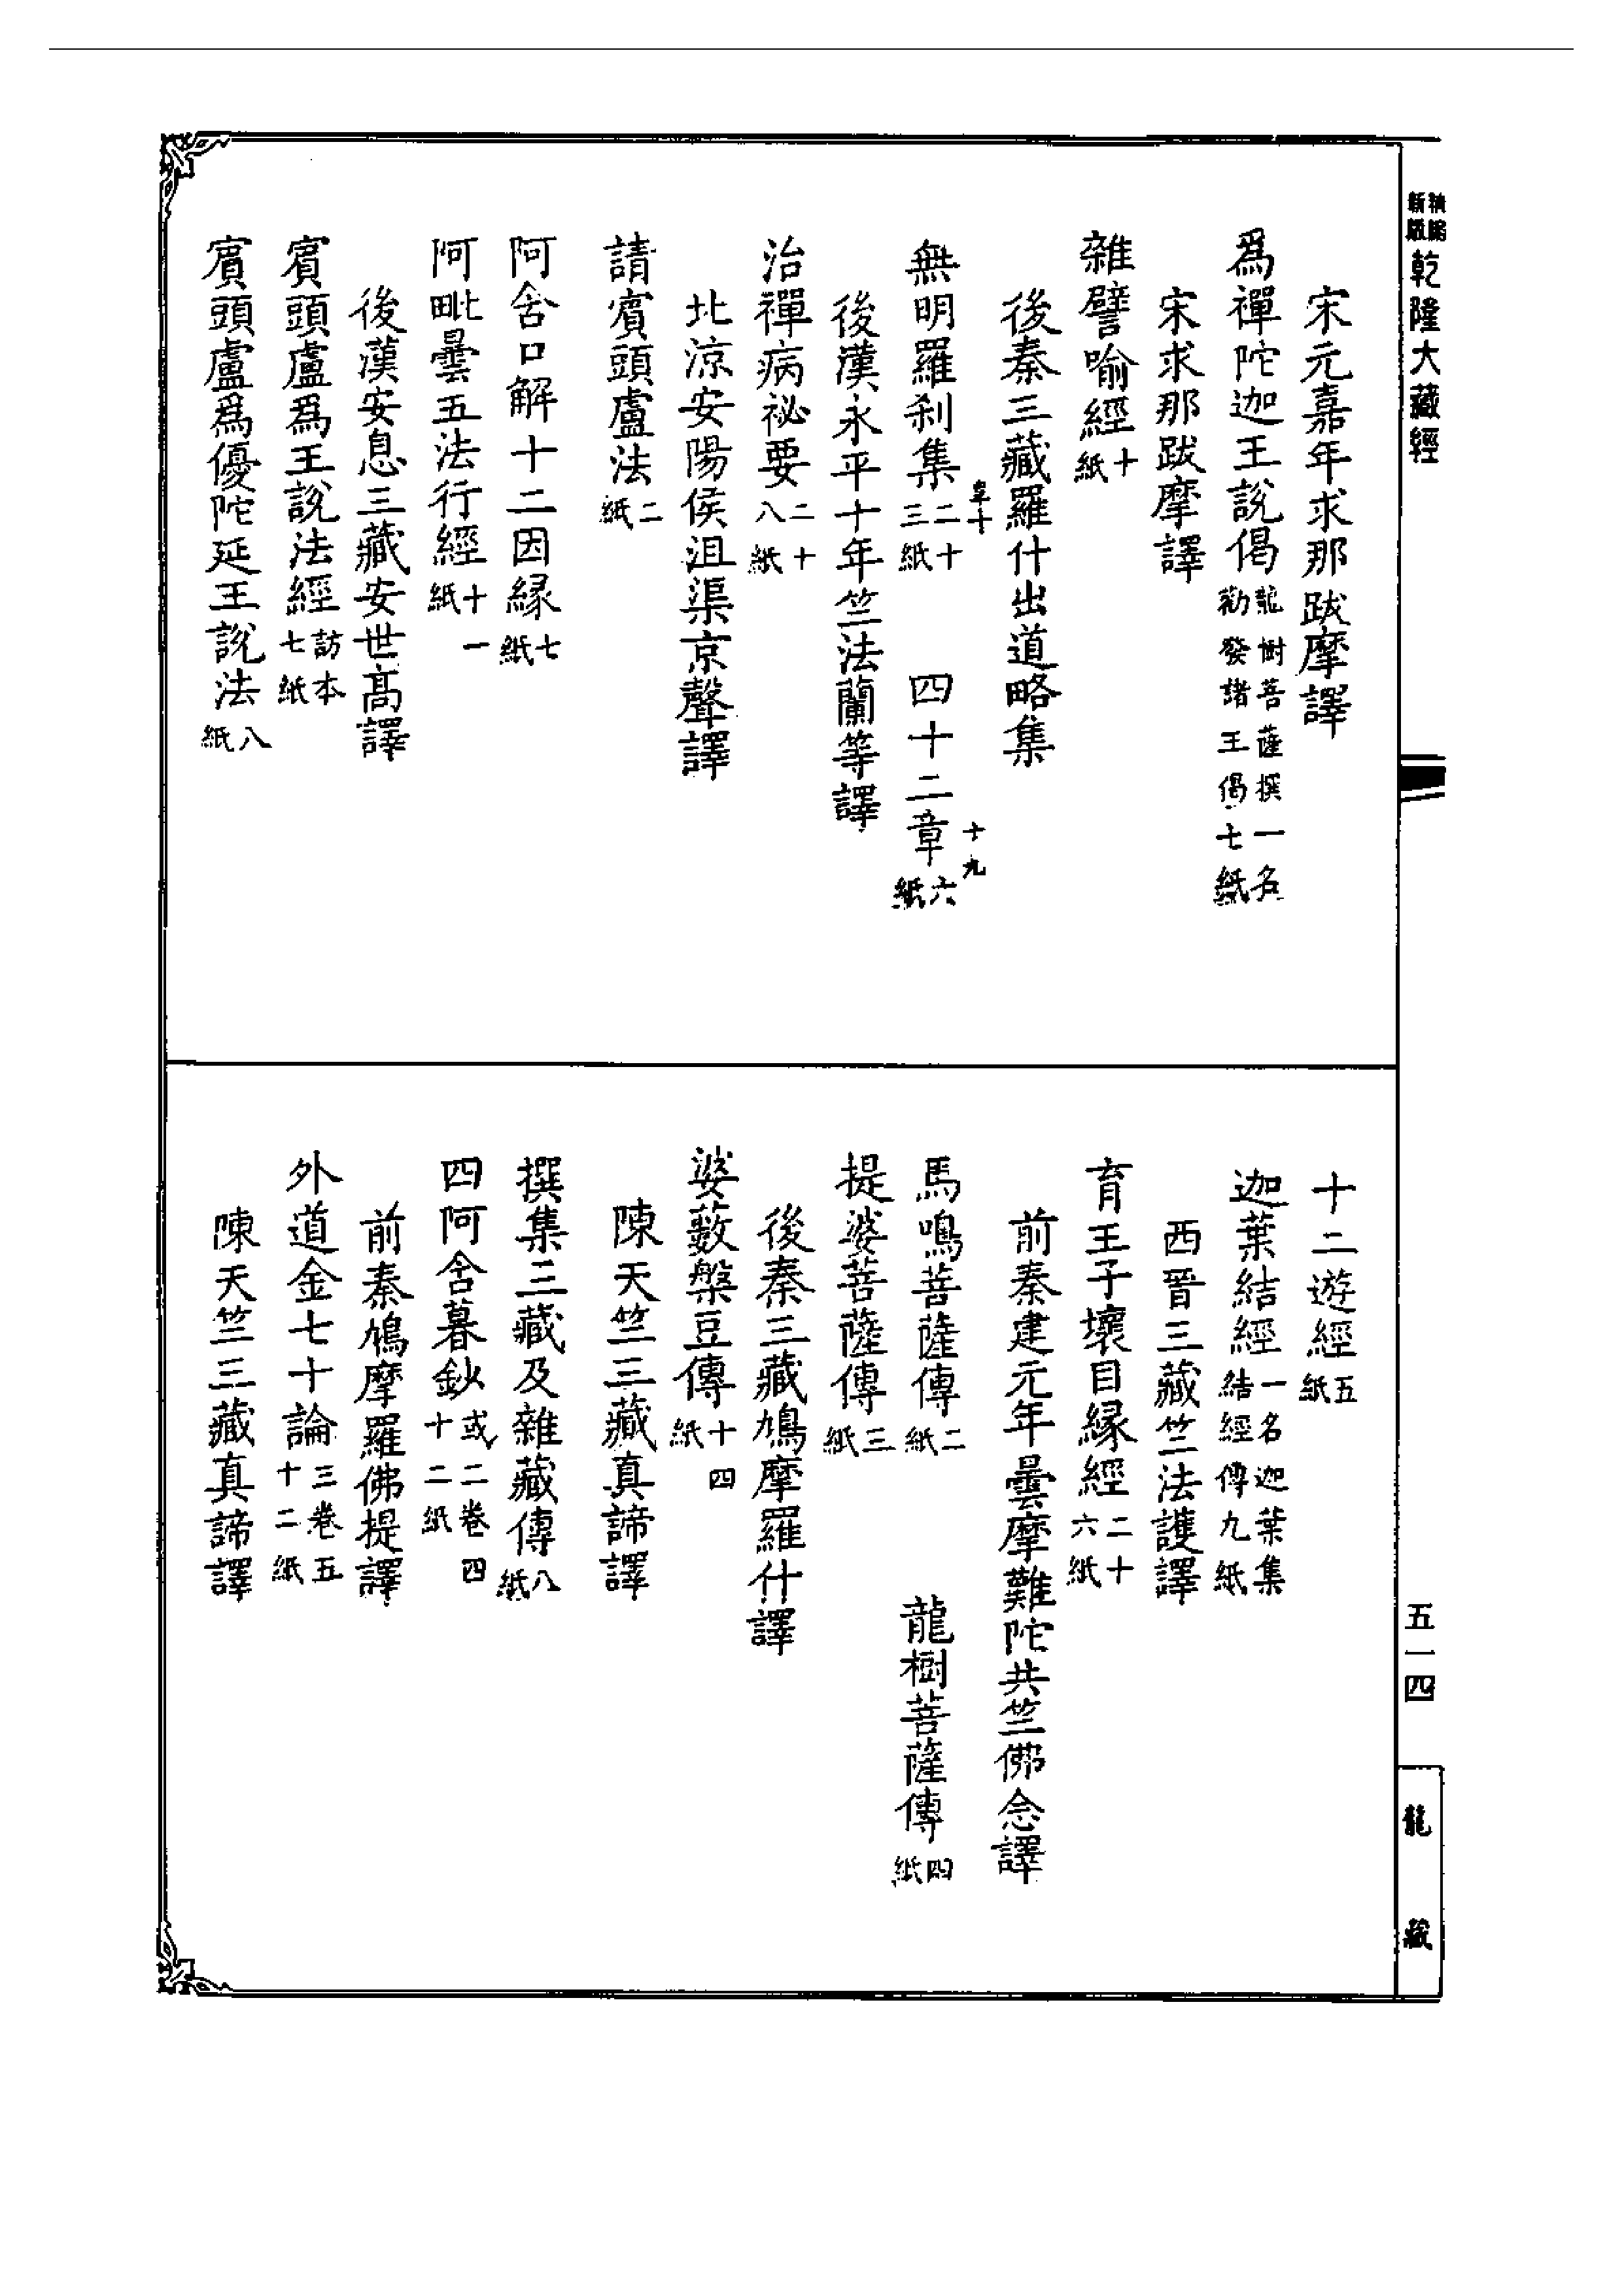 新版 精縮 乾隆大藏經
宋元嘉年求那跋摩譯
爲禪陀迦王說偈 龍樹菩薩撰一名勸發諸王偈七紙
宋求那跋摩譯
雜譬喻經 十紙
後秦三藏羅什出道略集
十 十九
無明羅刹集 二十三紙 四十二章 六紙
後漢永平十年竺法蘭等譯
治禪病祕要 二十八紙
北涼安陽侯沮渠京聲譯
請賓頭盧法 二紙
阿含口解十二因緣 七紙
阿毗曇五法行經 十一紙
後漢安息三藏安世高譯
賓頭盧爲王說法經 訪本七紙
賓頭盧爲優陀延王說法 八紙
十二遊經 五紙
迦葉結經 一名迦葉集結經傳九紙
西晉三藏竺法護譯
育王子壞目緣經 二十六紙
前秦建元年曇摩難陀共竺佛念譯
馬鳴菩薩傳 二紙 龍樹菩薩傳 四紙
提婆菩薩傳 三紙
後秦三藏鳩摩羅什譯
婆藪槃豆傳 十四紙
陳天竺三藏真諦譯
撰集三藏及雜藏傳 八紙
四阿含暮鈔 或二卷四十二紙
前秦鳩摩羅佛提譯
外道金七十論 三卷五十二紙
陳天竺三藏真諦譯
五一四
龍藏